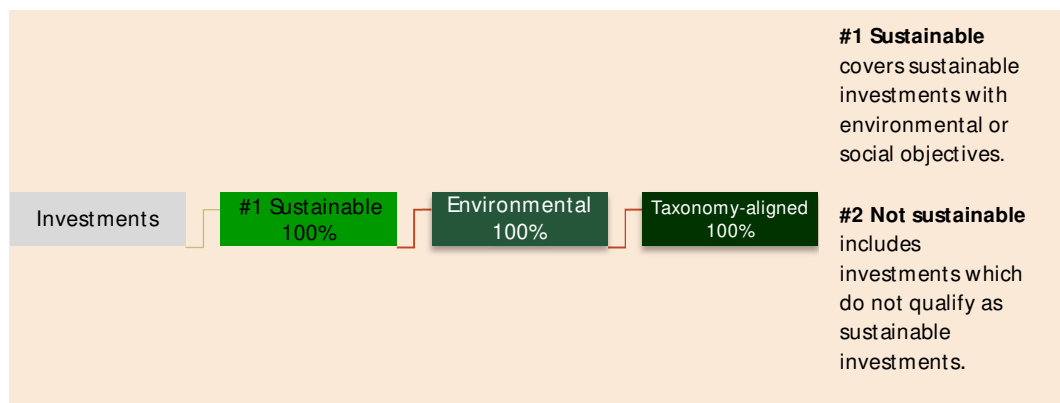 Investments
#1 Sustainable
100%
Environmental
100%
Taxonomy-aligned
100%
#1 Sustainable
covers sustainable
investments with
environmental or
social objectives.
#2 Not sustainable
includes
investments which
do not qualify as
sustainable
investments.